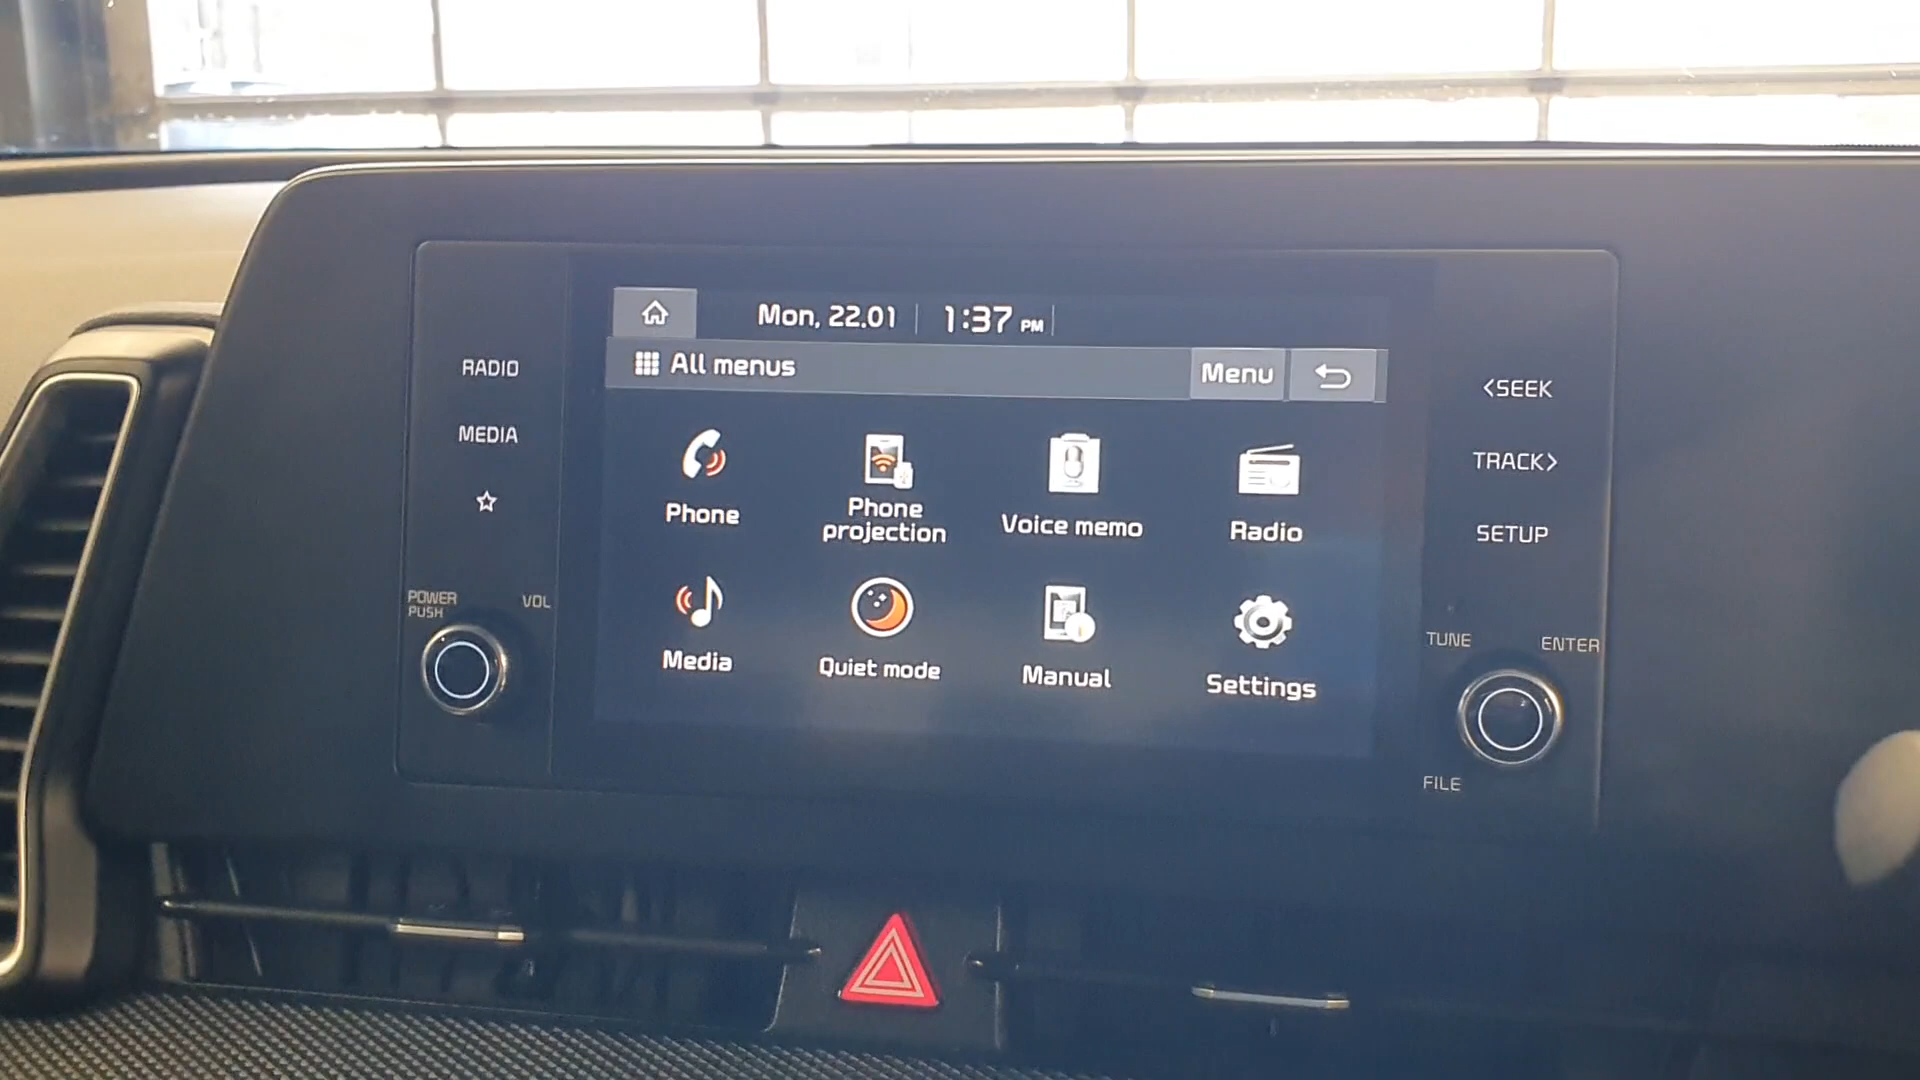 Mon, 22.01
1:37 PM
All menus
Menu
RADIO
MEDIA
<SEEK
TRACK>
SETUP
Phone
Phone
projection
Voice memo
Radio
Media
Quiet mode
Manual
Settings
POWER
PUSH
VOL
TUNE
ENTER
FILE